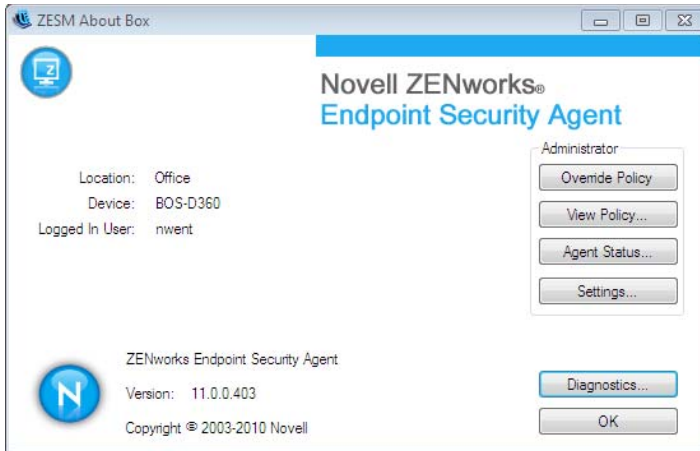 ZESM About Box
Z
Novell ZENworks®
Endpoint Security Agent
Administrator
Override Policy
View Policy...
Agent Status...
Settings...
Location: Office
Device: BOS-D360
Logged In User: nwent
N
ZENworks Endpoint Security Agent
Version: 11.0.0.403
Copyright © 2003-2010 Novell
Diagnostics...
OK